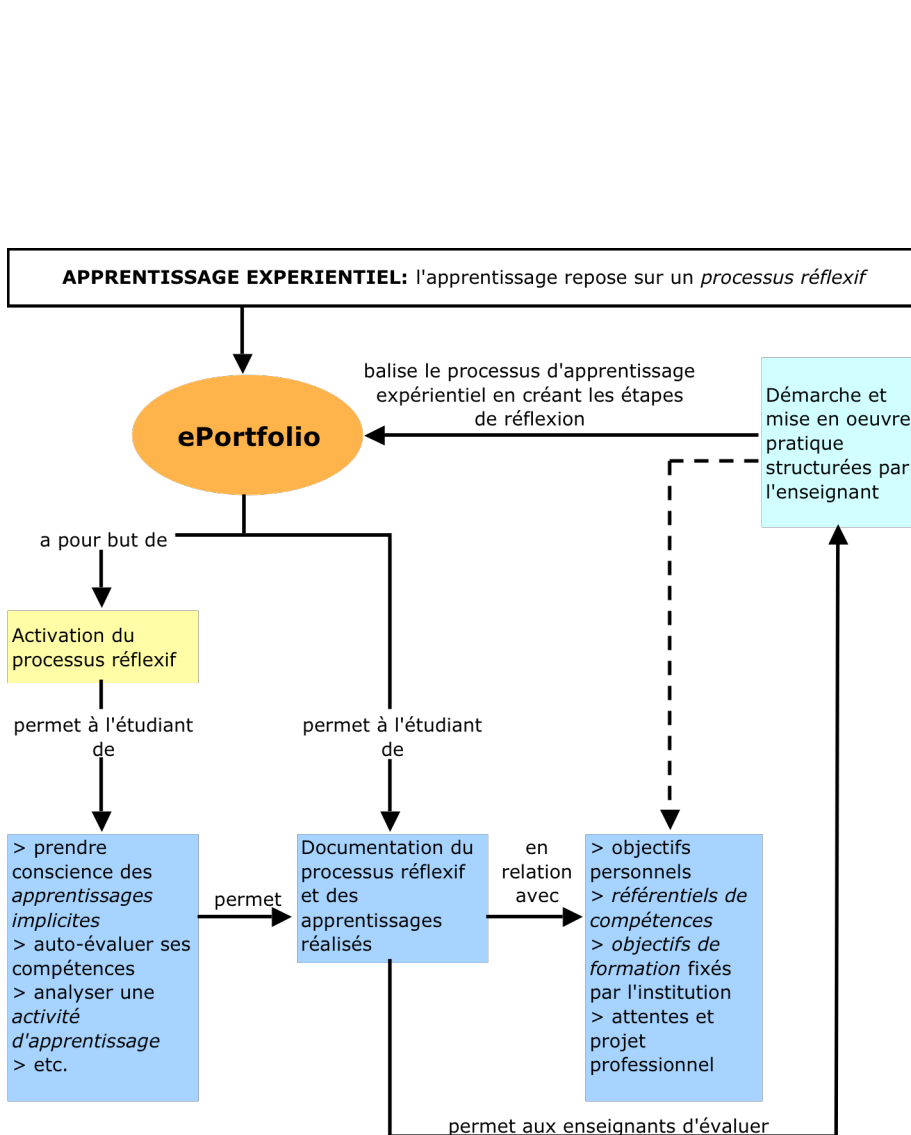 APPRENTISSAGE EXPERIENTIEL: l'apprentissage repose sur un processus réflexif
balise le processus d'apprentissage
expérientiel en créant les étapes
de réflexion
ePortfolio
Démarche et
mise en oeuvre
pratique
structurées par
l'enseignant
a pour but de
Activation du
processus réflexif
permet à l'étudiant
de
permet à l'étudiant
de
> prendre
conscience des
apprentissages
implicites
> auto-évaluer ses
compétences
> analyser une
activité
d'apprentissage
> etc.
permet
Documentation du
processus réflexif
et des
apprentissages
réalisés
en
relation
avec
> objectifs
personnels
> référentiels de
compétences
> objectifs de
formation fixés
par l'institution
> attentes et
projet
professionnel
permet aux enseignants d'évaluer